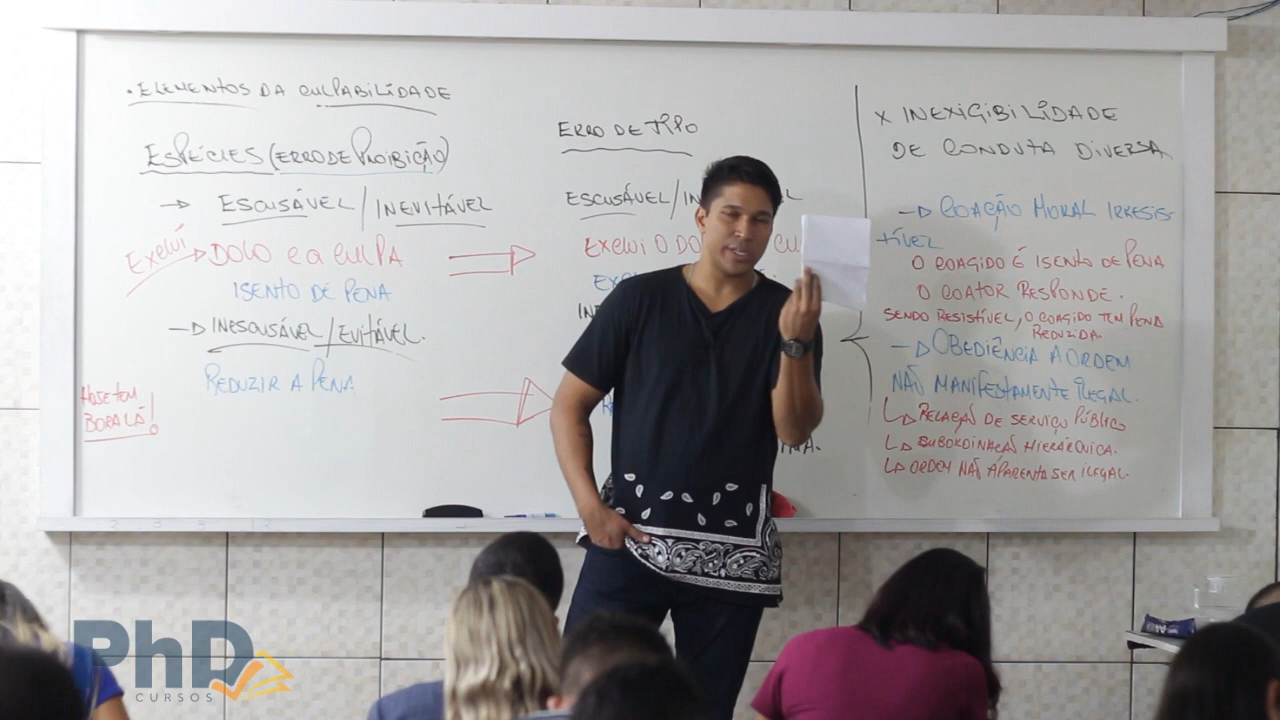 . ELEMENTOS DA CULPABILIDADE
ESPÉCIES (ERRO DE PROIBIÇÃO)
→ ESCUSÁVEL / INEVITÁVEL
Exclui → DOLO e a CULPA
ISENTO DE PENA
→ INESCUSÁVEL / EVITÁVEL.
REDUZIR A PENA
HOJE TEM
BORA LÁ!
ERRO DE TIPO
ESCUSÁVEL / IN
EXCLUI O DO
X INEXIGIBILIDADE
DE CONDUTA DIVERSA
→ COAÇÃO MORAL IRRESIS
TÍVEL
O COAGIDO É ISENTO DE PENA
O COATOR RESPONDE.
SENDO RESISTÍVEL, O COAGIDO TEM PENA
REDUZIDA.
→ OBEDIÊNCIA A ORDEM
NÃO MANIFESTAMENTE ILEGAL.
↳ RELAÇÃO DE SERVIÇO PÚBLICO
↳ SUBORDINAÇÃO HIERÁRQUICA.
↳ ORDEM NÃO APARENTA SER ILEGAL.
PhD
CURSOS